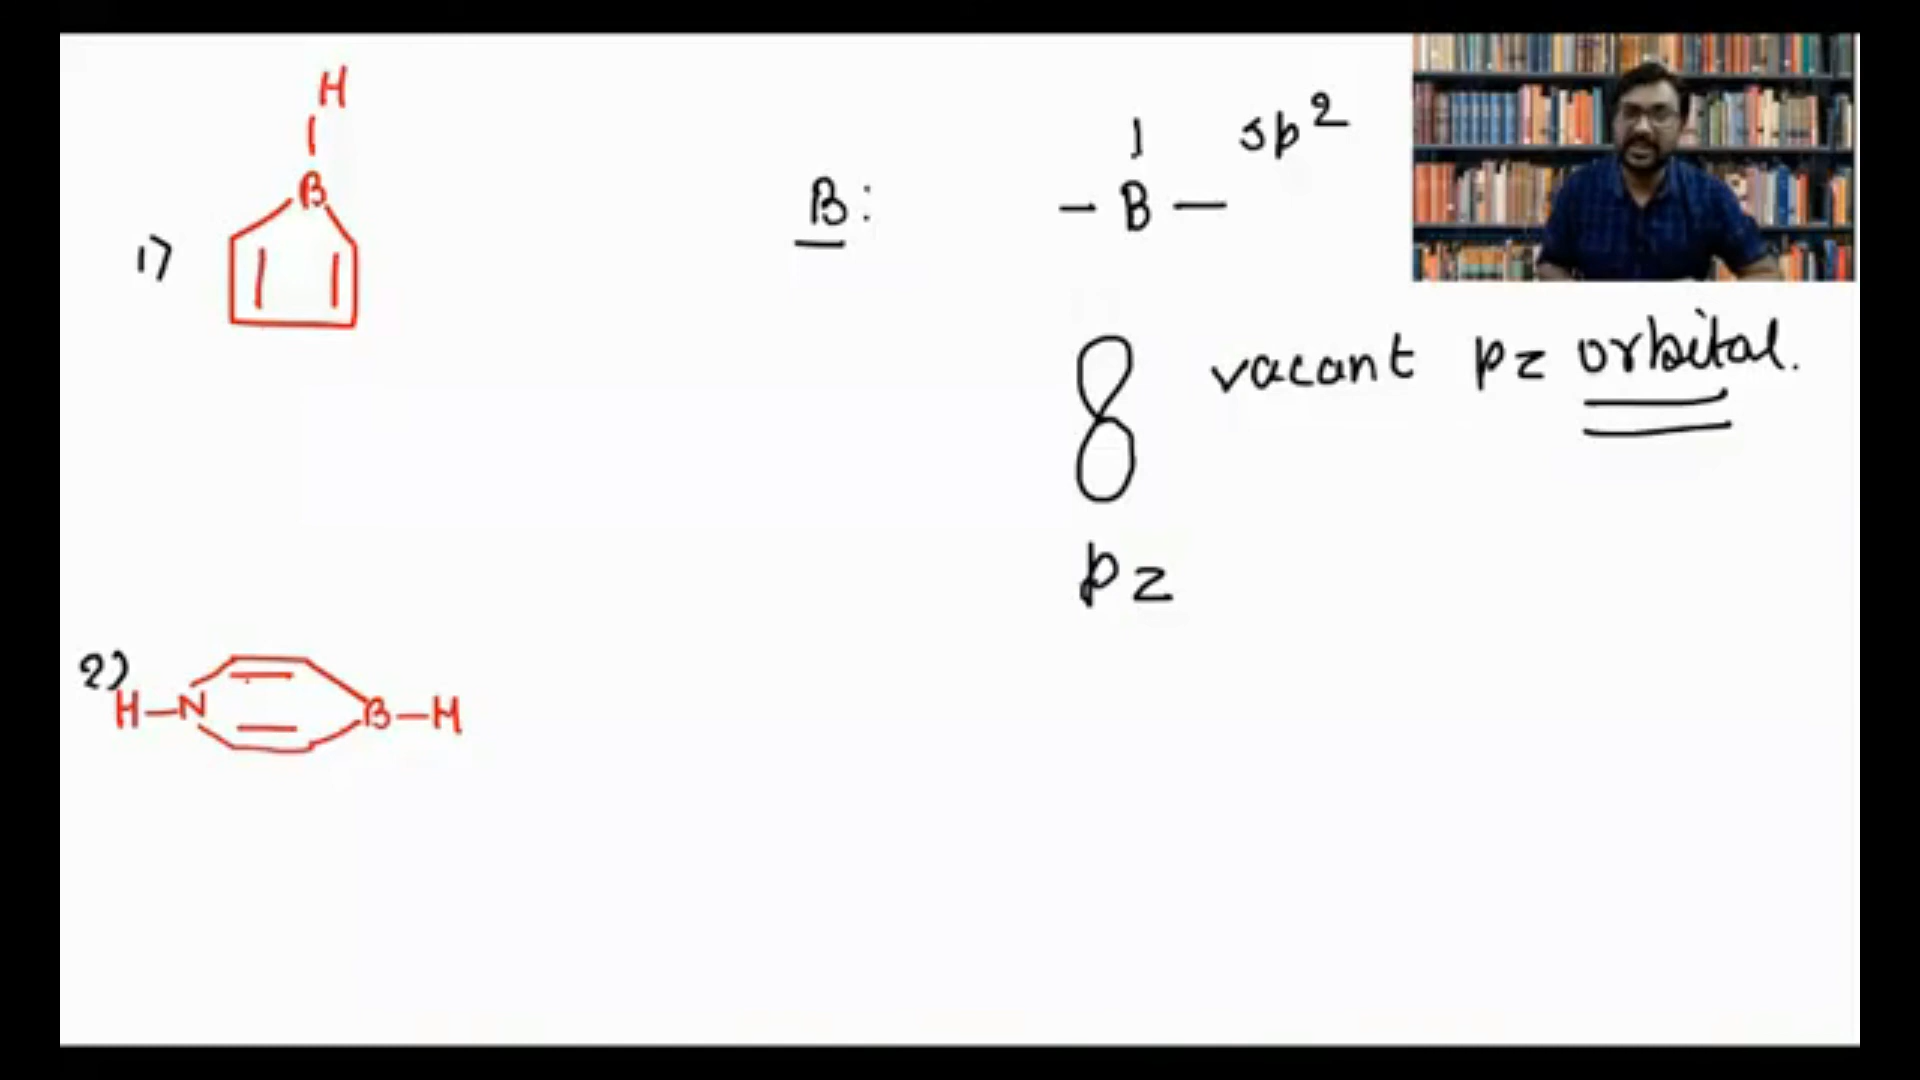 H
B
1)
B:
sp2
- B -
vacant pz orbital.
pz
2)
H-N B-H